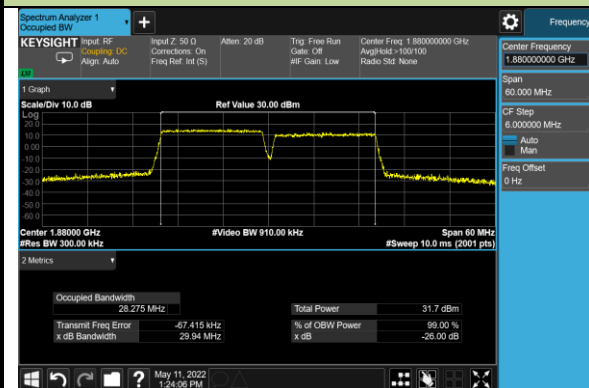 Spectrum Analyzer 1
Occupied BW
+
Frequency
KEYSIGHT
Input: RF
Coupling: DC
Align: Auto
Input Z: 50 Ω
Corrections: On
Freq Ref: Int (S)
Atten: 20 dB
Trig: Free Run
Gate: Off
#IF Gain: Low
Center Freq: 1.880000000 GHz
Avg|Hold:>100/100
Radio Std: None
Center Frequency
1.880000000 GHz
Span
60.000 MHz
CF Step
6.000000 MHz
Auto
Man
Freq Offset
0 Hz
1 Graph
Scale/Div 10.0 dB
Ref Value 30.00 dBm
Log
20.0
10.0
0.00
-10.0
-20.0
-30.0
-40.0
-50.0
-60.0
Center 1.88000 GHz
#Video BW 910.00 kHz
Span 60 MHz
#Res BW 300.00 kHz
#Sweep 10.0 ms (2001 pts)
2 Metrics
Occupied Bandwidth
28.275 MHz
Total Power 31.7 dBm
Transmit Freq Error -67.415 kHz
% of OBW Power 99.00 %
x dB Bandwidth 29.94 MHz
x dB -26.00 dB
?
May 11, 2022
1:24:06 PM